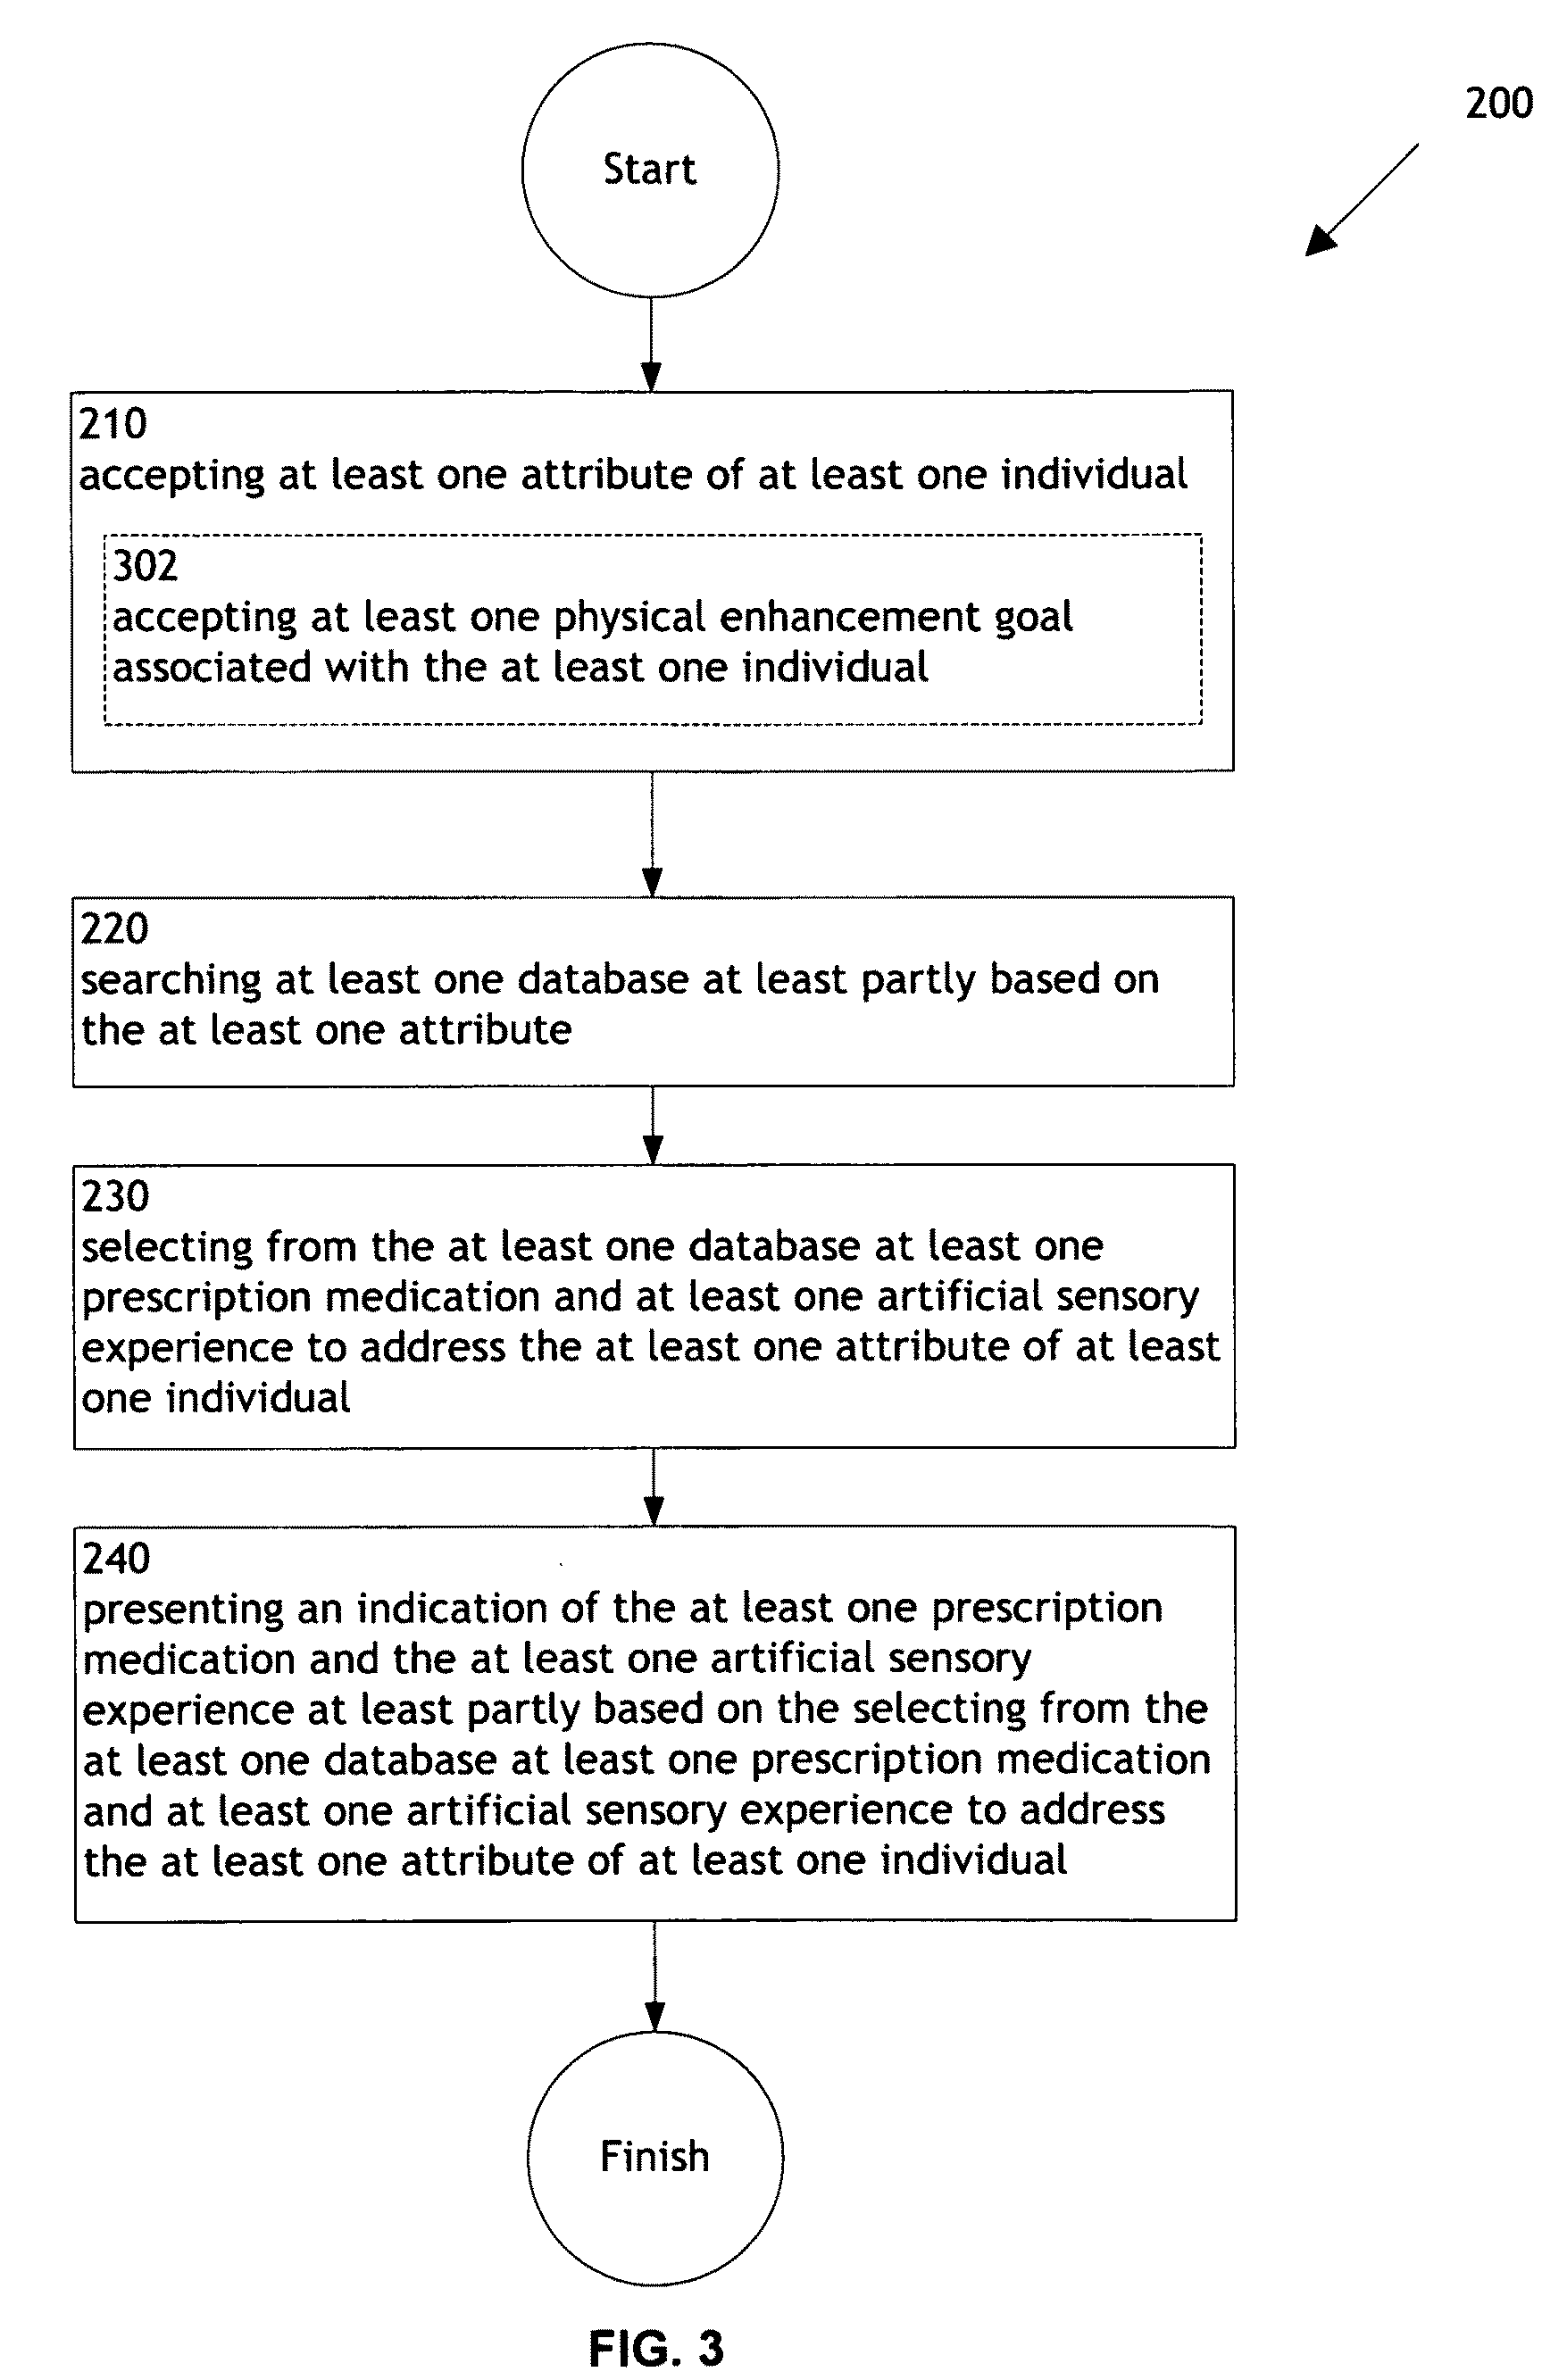 200
Start
210
accepting at least one attribute of at least one individual
302
accepting at least one physical enhancement goal
associated with the at least one individual
220
searching at least one database at least partly based on
the at least one attribute
230
selecting from the at least one database at least one
prescription medication and at least one artificial sensory
experience to address the at least one attribute of at least
one individual
240
presenting an indication of the at least one prescription
medication and the at least one artificial sensory
experience at least partly based on the selecting from the
at least one database at least one prescription medication
and at least one artificial sensory experience to address
the at least one attribute of at least one individual
Finish
FIG. 3